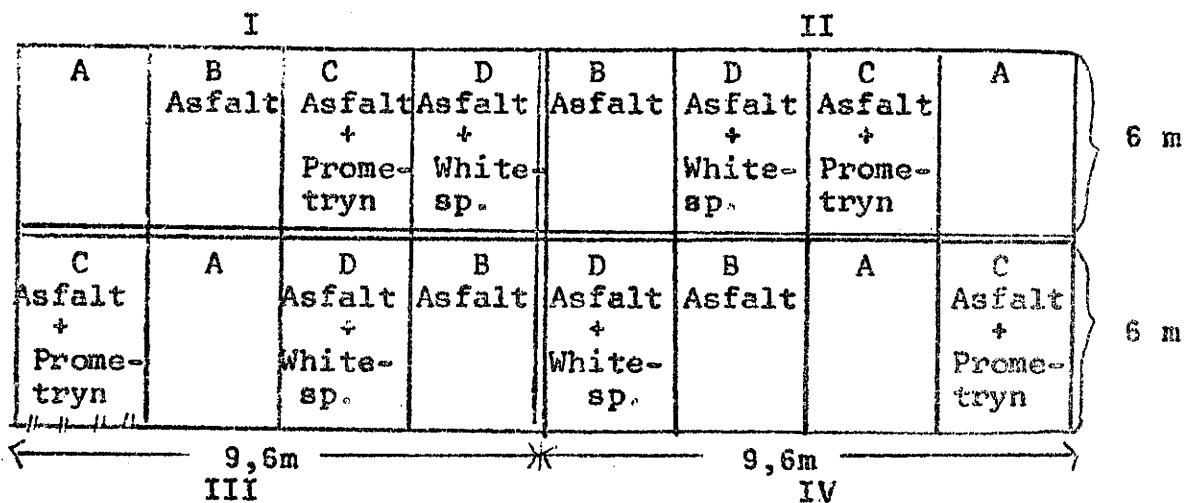 I II
A B C D B D C A
Asfalt Asfalt Asfalt Asfalt Asfalt Asfalt
+ + + + 6 m
Prome- White- White- Prome-
tryn sp. sp. tryn
C A D B D B A C
Asfalt Asfalt Asfalt Asfalt Asfalt Asfalt
+ + + + 6 m
Prome- White- White- Prome-
tryn sp. sp. tryn
9,6m 9,6m
III IV